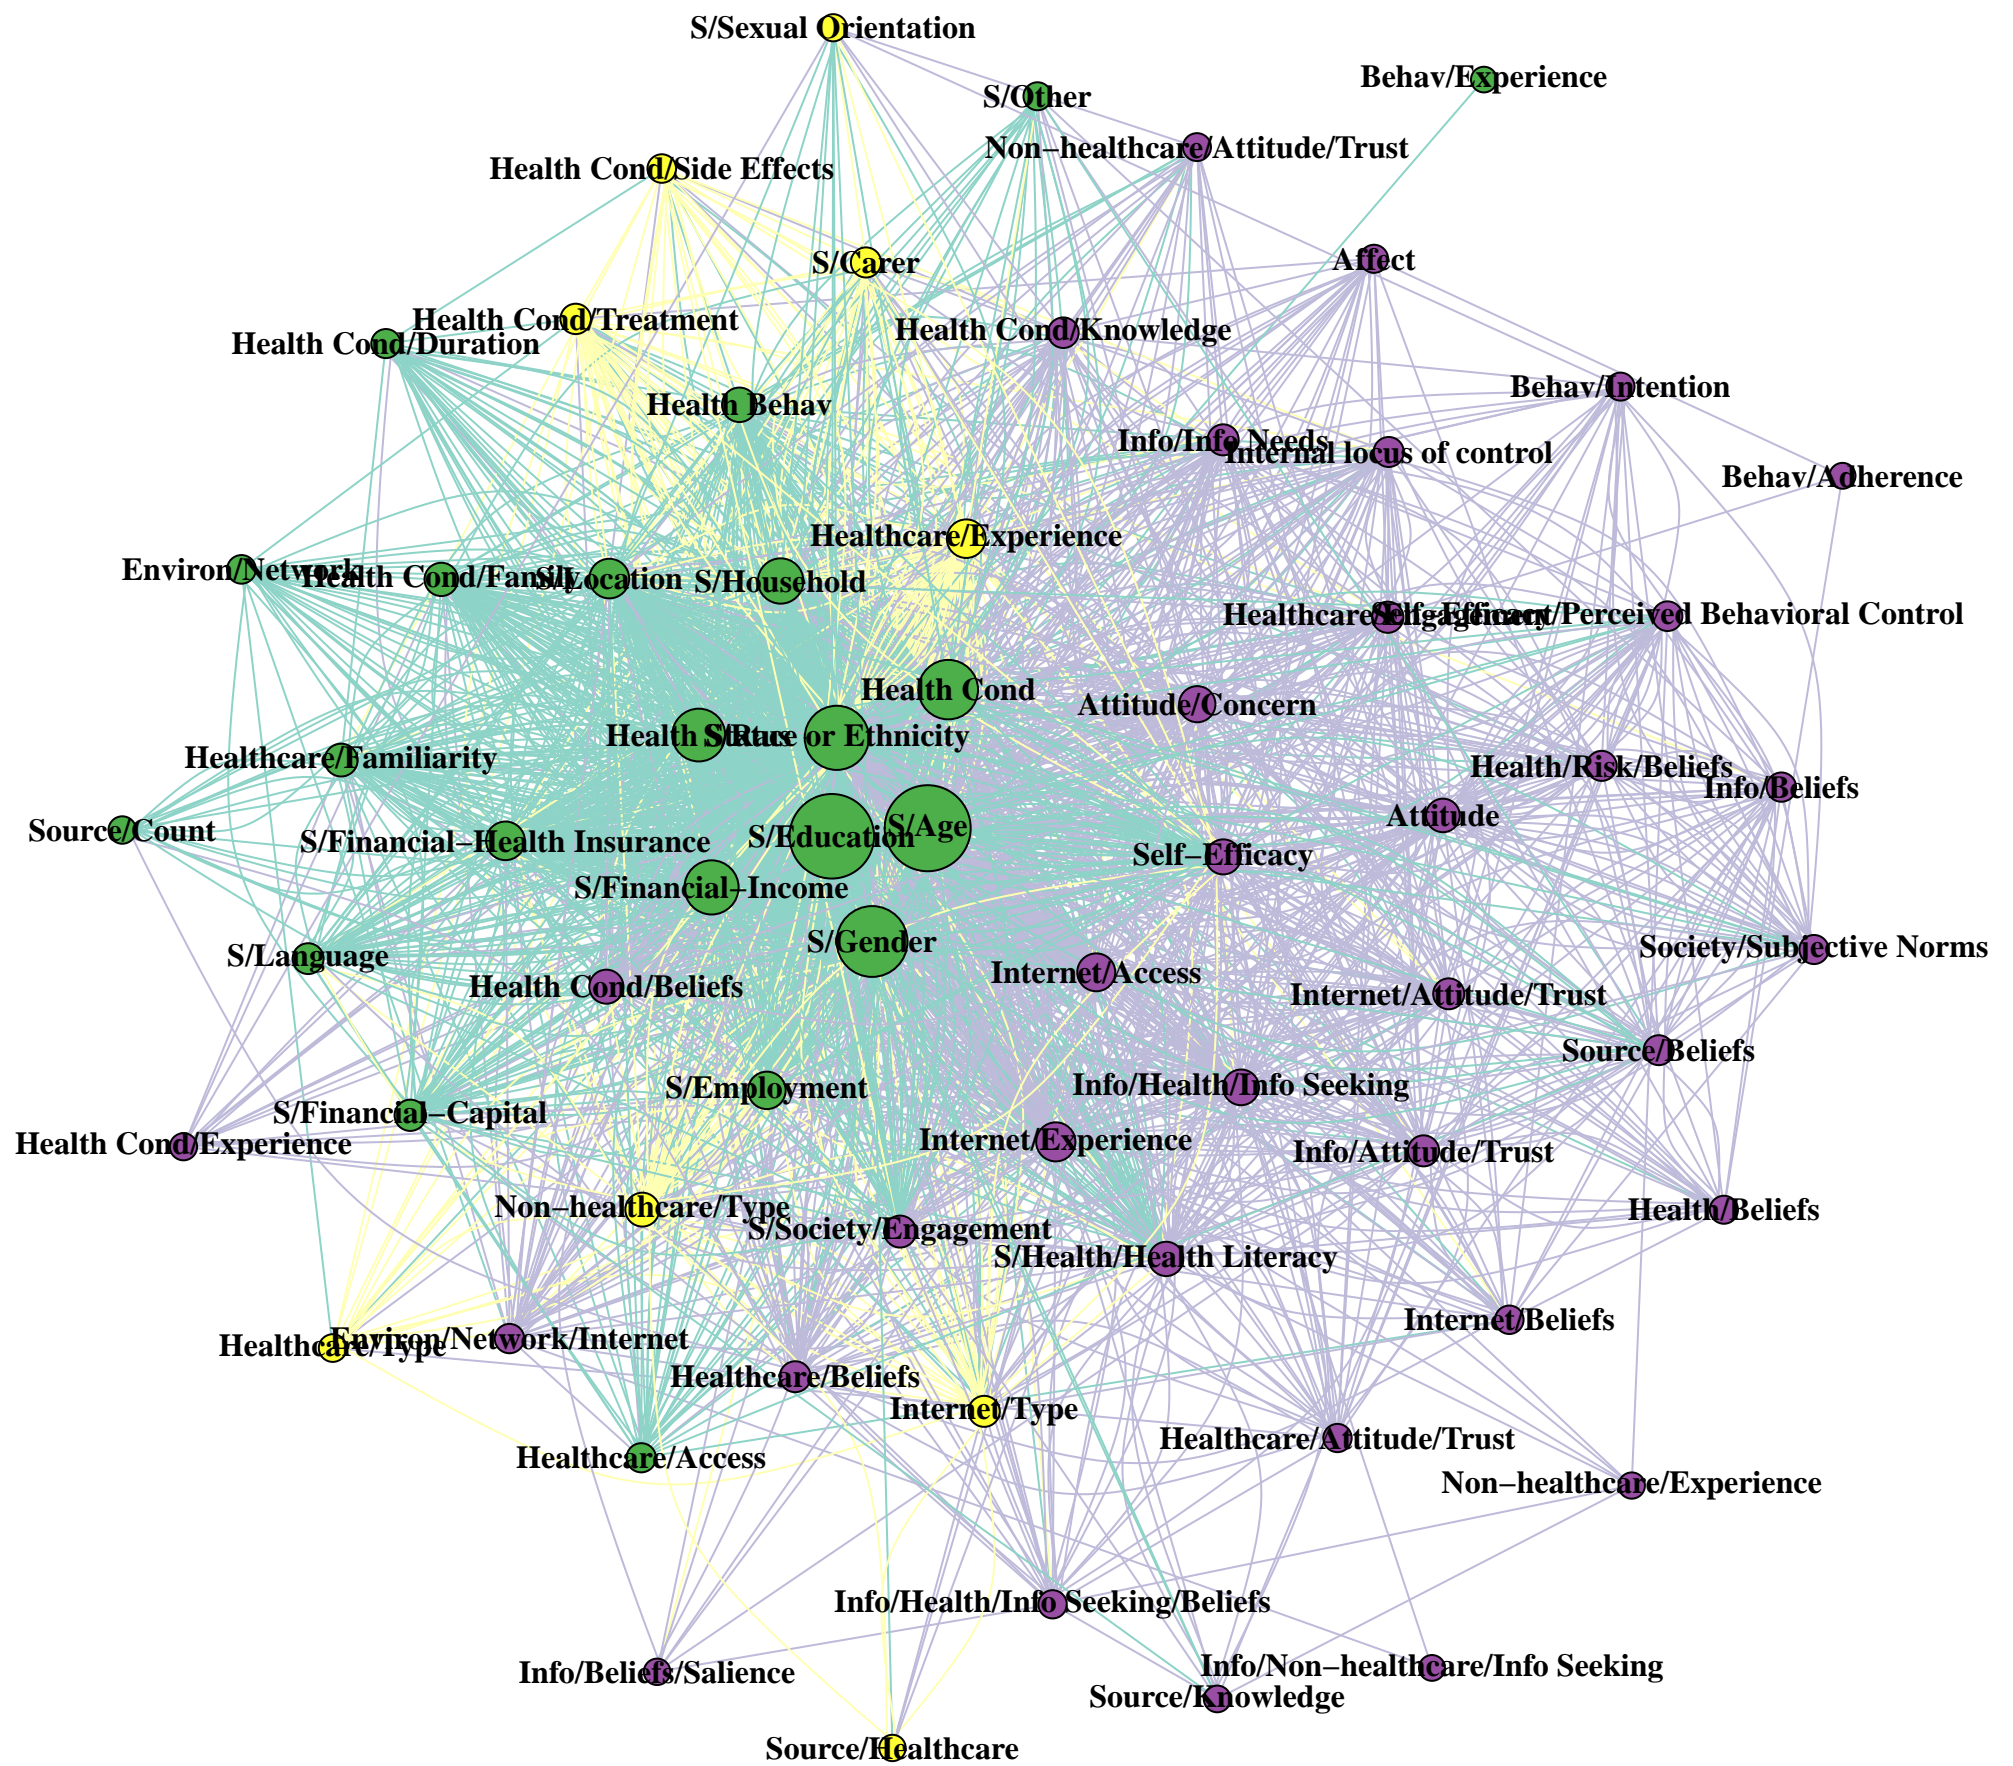 S/Sexual Orientation
Behav/Experience
S/Other
Non−healthcare/Attitude/Trust
Health Cond/Side Effects
Affect
S/Carer
Health Cond/Treatment
Health Cond/Knowledge
Health Cond/Duration
Behav/Intention
Health Behav
Info/Info Needs
Internal locus of control
Behav/Adherence
Healthcare/Experience
Environ/Network
Health Cond/Family
S/Location
S/Household
Healthcare/Engagement
Self−Efficacy/Perceived Behavioral Control
Health Cond
Attitude/Concern
Health Status
S/Race or Ethnicity
Healthcare/Familiarity
Health/Risk/Beliefs
Info/Beliefs
Attitude
Source/Count
S/Financial−Health Insurance
S/Education
S/Age
Self−Efficacy
S/Financial−Income
S/Gender
Society/Subjective Norms
S/Language
Health Cond/Beliefs
Internet/Access
Internet/Attitude/Trust
Source/Beliefs
S/Employment
Info/Health/Info Seeking
S/Financial−Capital
Health Cond/Experience
Internet/Experience
Info/Attitude/Trust
Non−healthcare/Type
Health/Beliefs
S/Society/Engagement
S/Health/Health Literacy
Internet/Beliefs
Healthcare/Type
Environ/Network/Internet
Healthcare/Beliefs
Internet/Type
Healthcare/Attitude/Trust
Healthcare/Access
Non−healthcare/Experience
Info/Health/Info Seeking/Beliefs
Info/Beliefs/Salience
Info/Non−healthcare/Info Seeking
Source/Knowledge
Source/Healthcare